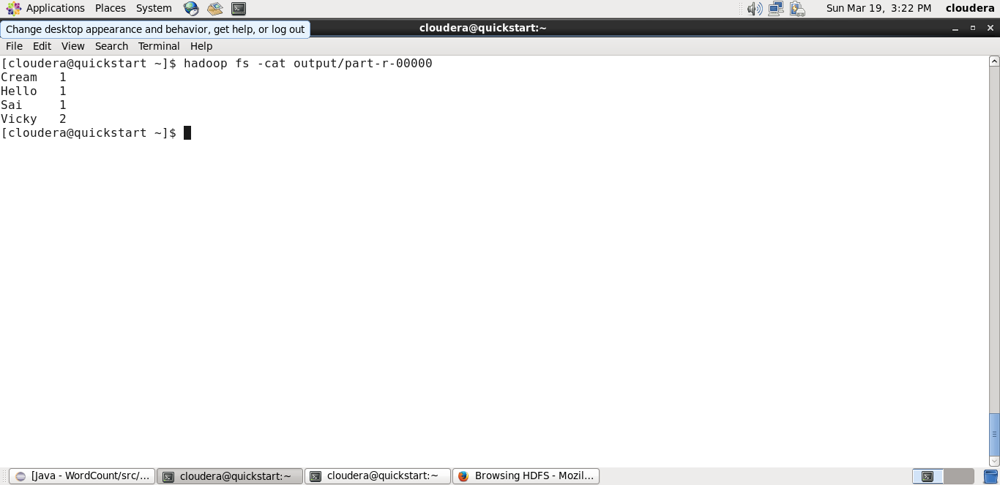 Applications Places System Sun Mar 19, 3:22 PM cloudera
Change desktop appearance and behavior, get help, or log out cloudera@quickstart:~
File Edit View Search Terminal Help
[cloudera@quickstart ~]$ hadoop fs -cat output/part-r-00000
Cream 1
Hello 1
Sai 1
Vicky 2
[cloudera@quickstart ~]$
[Java - WordCount/src/... cloudera@quickstart:~ cloudera@quickstart:~ Browsing HDFS - Mozil...